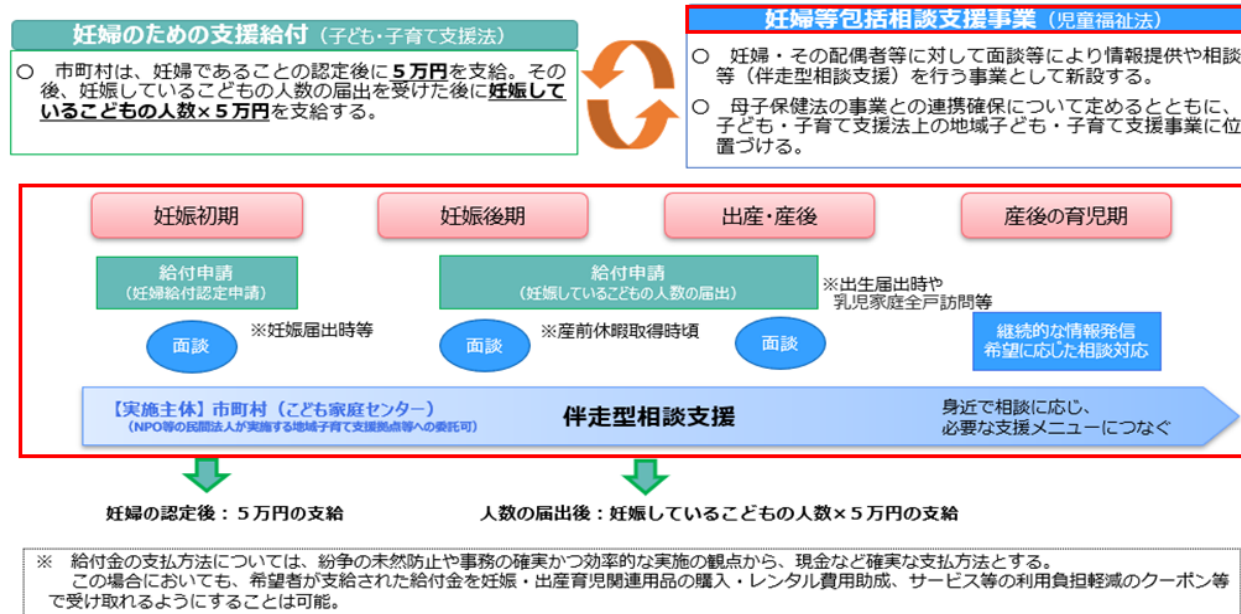 妊婦のための支援給付（子ども・子育て支援法）
○　市町村は、妊婦であることの認定後に５万円を支給。その
後、妊娠しているこどもの人数の届出を受けた後に妊娠して
いるこどもの人数×５万円を支給する。
妊婦等包括相談支援事業（児童福祉法）
○　妊婦・その配偶者等に対して面談等により情報提供や相談
等（伴走型相談支援）を行う事業として新設する。
○　母子保健法の事業との連携確保について定めるとともに、
子ども・子育て支援法上の地域子ども・子育て支援事業に位
置づける。
妊娠初期
妊娠後期
出産・産後
産後の育児期
給付申請
（妊婦給付認定申請）
給付申請
（妊娠しているこどもの人数の届出）
※出生届出時や
乳児家庭全戸訪問等
面談
※妊娠届出時等
面談
※産前休暇取得時頃
面談
継続的な情報発信
希望に応じた相談対応
【実施主体】市町村（こども家庭センター）
（NPO等の民間法人が実施する地域子育て支援拠点等への委託可）
伴走型相談支援
身近で相談に応じ、
必要な支援メニューにつなぐ
妊婦の認定後：５万円の支給
人数の届出後：妊娠しているこどもの人数×５万円の支給
※　給付金の支払方法については、紛争の未然防止や事務の確実かつ効率的な実施の観点から、現金など確実な支払方法とする。
この場合においても、希望者が支給された給付金を妊娠・出産育児関連用品の購入・レンタル費用助成、サービス等の利用負担軽減のクーポン等
で受け取れるようにすることは可能。